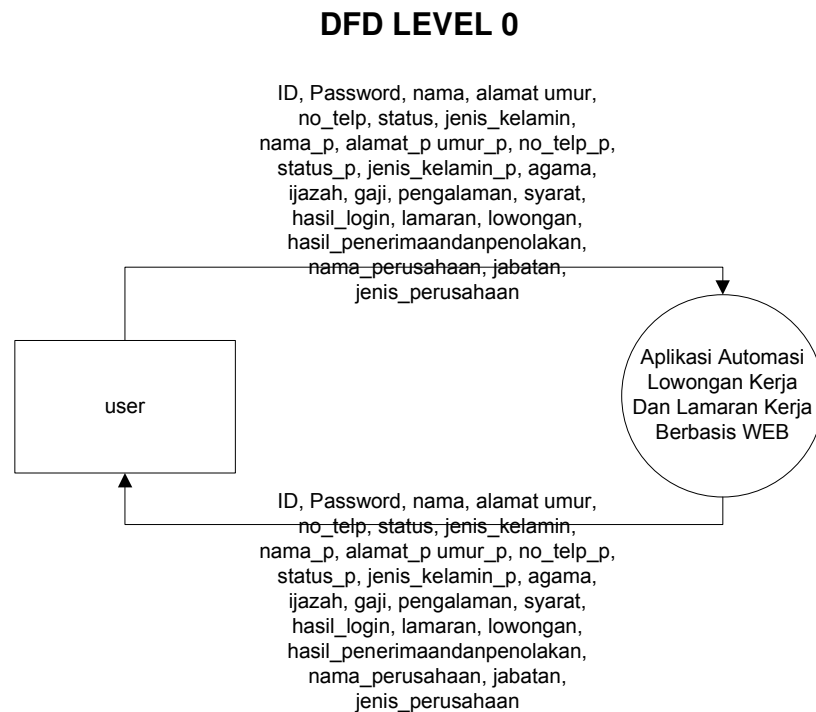 DFD LEVEL 0
ID, Password, nama, alamat umur,
no_telp, status, jenis_kelamin,
nama_p, alamat_p umur_p, no_telp_p,
status_p, jenis_kelamin_p, agama,
ijazah, gaji, pengalaman, syarat,
hasil_login, lamaran, lowongan,
hasil_penerimaandanpenolakan,
nama_perusahaan, jabatan,
jenis_perusahaan
user
Aplikasi Automasi
Lowongan Kerja
Dan Lamaran Kerja
Berbasis WEB
ID, Password, nama, alamat umur,
no_telp, status, jenis_kelamin,
nama_p, alamat_p umur_p, no_telp_p,
status_p, jenis_kelamin_p, agama,
ijazah, gaji, pengalaman, syarat,
hasil_login, lamaran, lowongan,
hasil_penerimaandanpenolakan,
nama_perusahaan, jabatan,
jenis_perusahaan